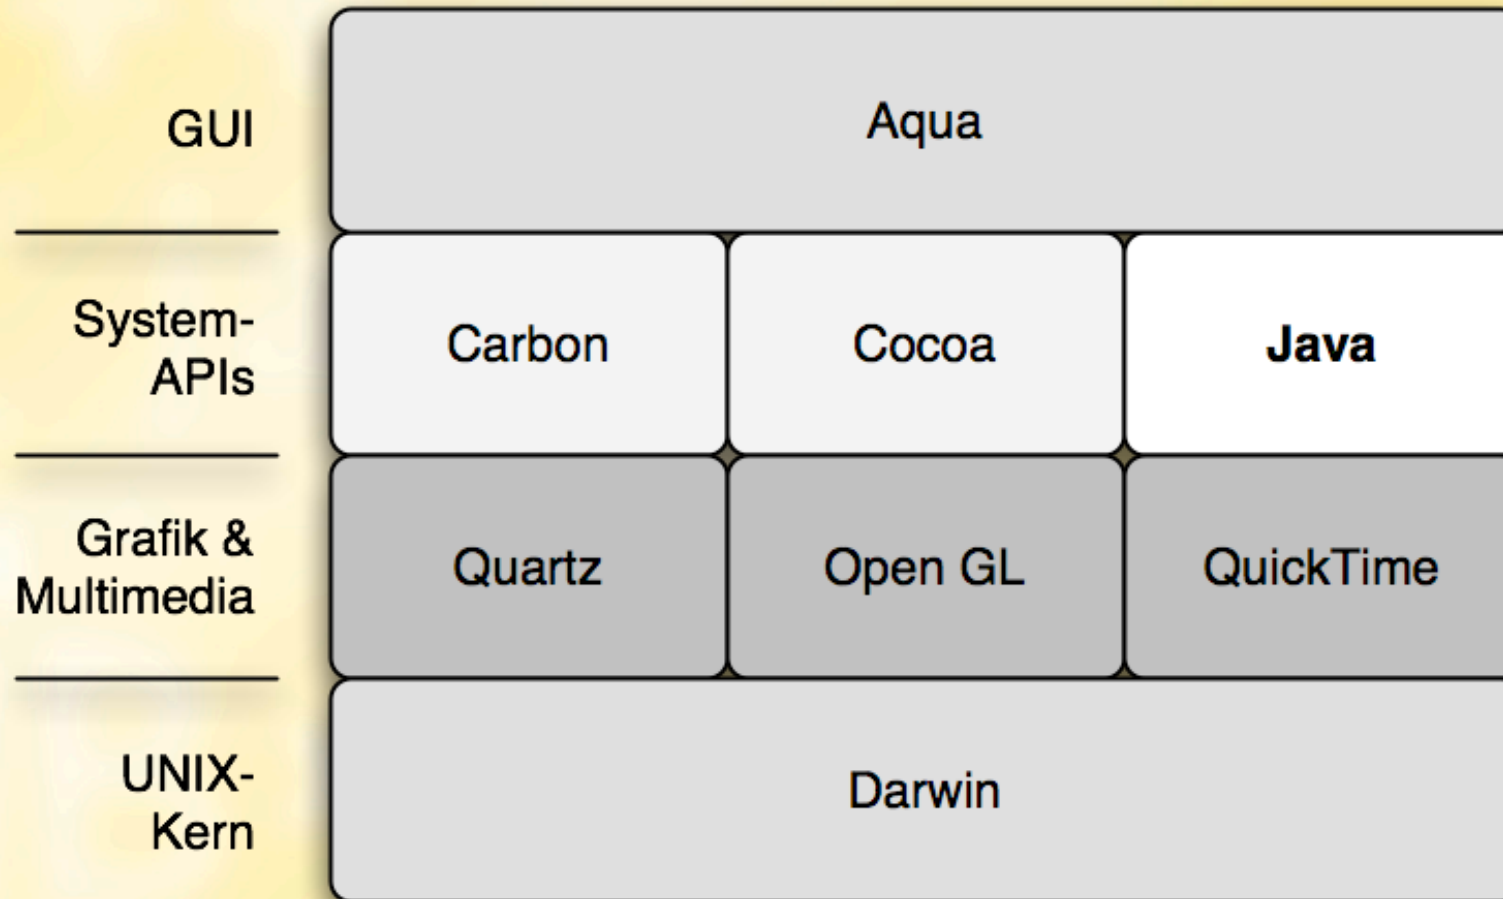 GUI
Aqua
System-
APIs
Carbon
Cocoa
Java
Grafik &
Multimedia
Quartz
Open GL
QuickTime
UNIX-
Kern
Darwin